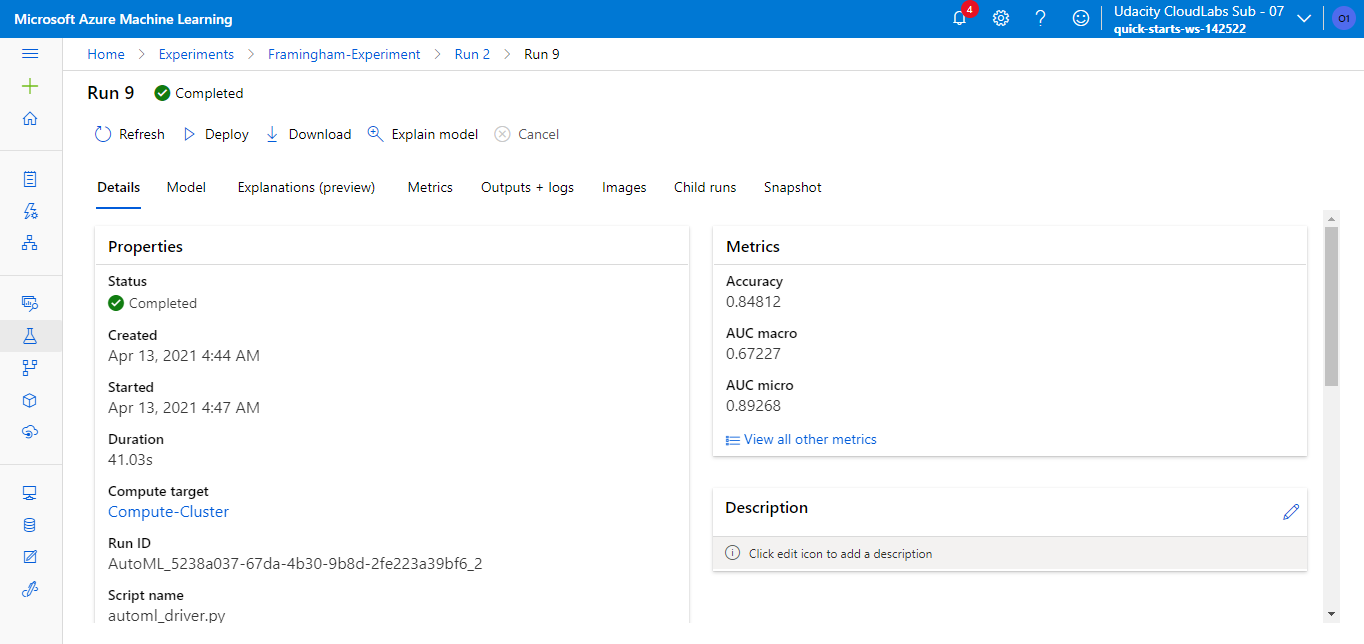 Microsoft Azure Machine Learning
4
Udacity CloudLabs Sub - 07
quick-starts-ws-142522
O1
Home > Experiments > Framingham-Experiment > Run 2 > Run 9
Run 9 Completed
Refresh Deploy Download Explain model Cancel
Details Model Explanations (preview) Metrics Outputs + logs Images Child runs Snapshot
Properties
Status
Completed
Created
Apr 13, 2021 4:44 AM
Started
Apr 13, 2021 4:47 AM
Duration
41.03s
Compute target
Compute-Cluster
Run ID
AutoML_5238a037-67da-4b30-9b8d-2fe223a39bf6_2
Script name
automl_driver.py
Metrics
Accuracy
0.84812
AUC macro
0.67227
AUC micro
0.89268
View all other metrics
Description
Click edit icon to add a description